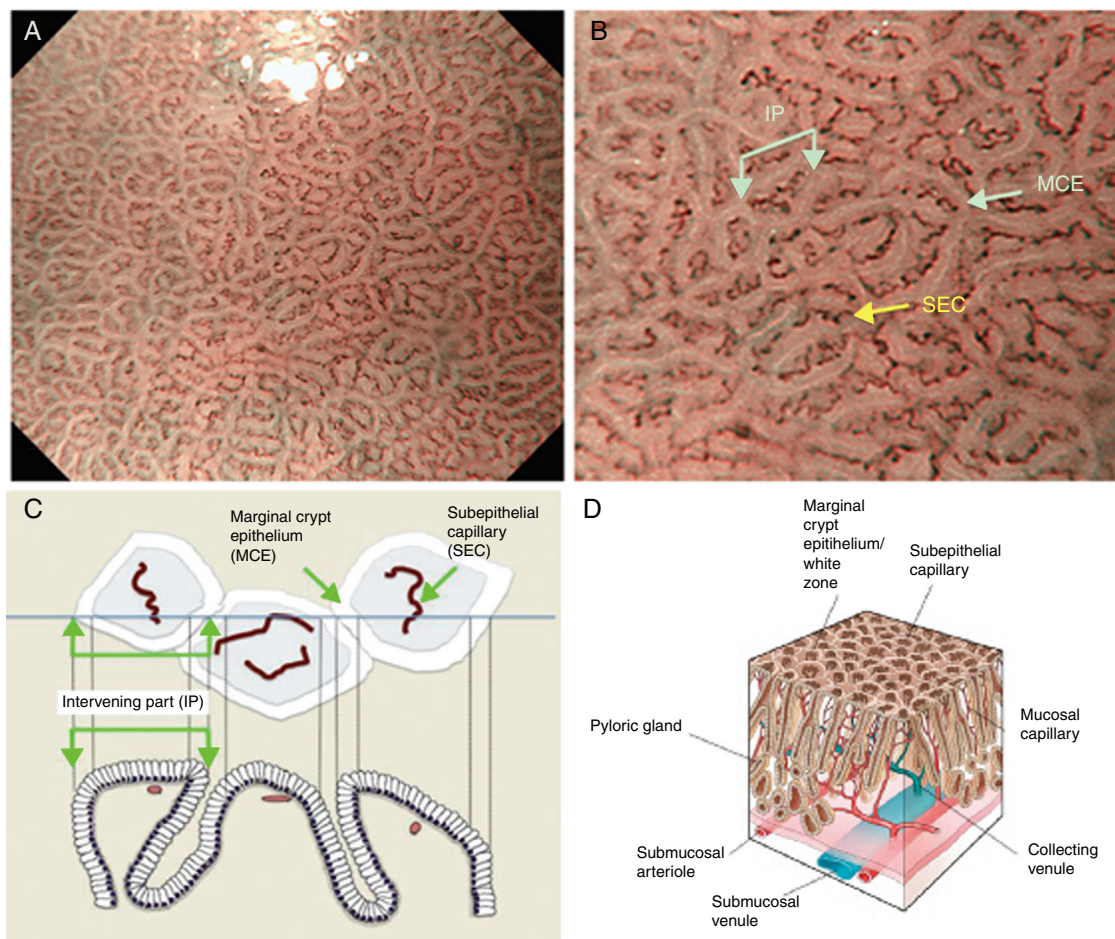 A
B
IP
MCE
SEC
C
Marginal crypt
epithelium
(MCE)
Subepithelial
capillary
(SEC)
Intervening part (IP)
D
Marginal
crypt
epitihelium/
white
zone
Subepithelial
capillary
Pyloric gland
Mucosal
capillary
Submucosal
arteriole
Submucosal
venule
Collecting
venule